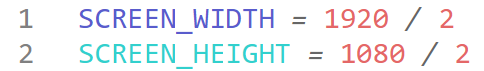 1 SCREEN_WIDTH = 1920 / 2
2 SCREEN_HEIGHT = 1080 / 2